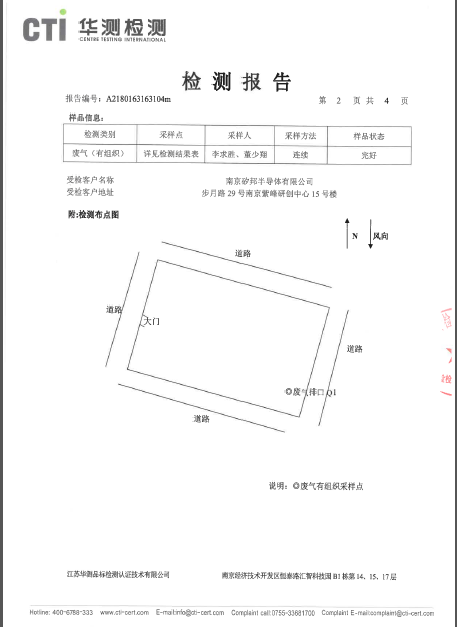 CTI 华测检测
CENTRE TESTING INTERNATIONAL
检测报告
报告编号：A2180163163104m 第 2 页 共 4 页
样品信息：
检测类别 采样点 采样人 采样方法 样品状态
废气（有组织） 详见检测结果表 李求胜、董少翔 连续 完好
受检客户名称 南京矽邦半导体有限公司
受检客户地址 步月路 29 号南京紫峰研创中心 15 号楼
附:检测布点图
N 风向
道路
道路
大门
道路
◎废气排口 Q1
道路
说明：◎废气有组织采样点
江苏华测品标检测认证技术有限公司 南京经济技术开发区恒泰路汇智科技园 B1 栋第 14、15、17 层
Hotline: 400-6788-333 www.cti-cert.com E-mail:info@cti-cert.com Complaint call:0755-33681700 Complaint E-mail:complaint@cti-cert.com